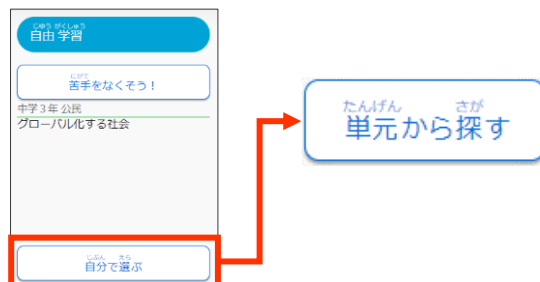 じゆう がくしゅう
自由 学習
にがて
苦手をなくそう！
中学３年 公民
グローバル化する社会
じぶん えら
自分で選ぶ
たんげん さが
単元から探す